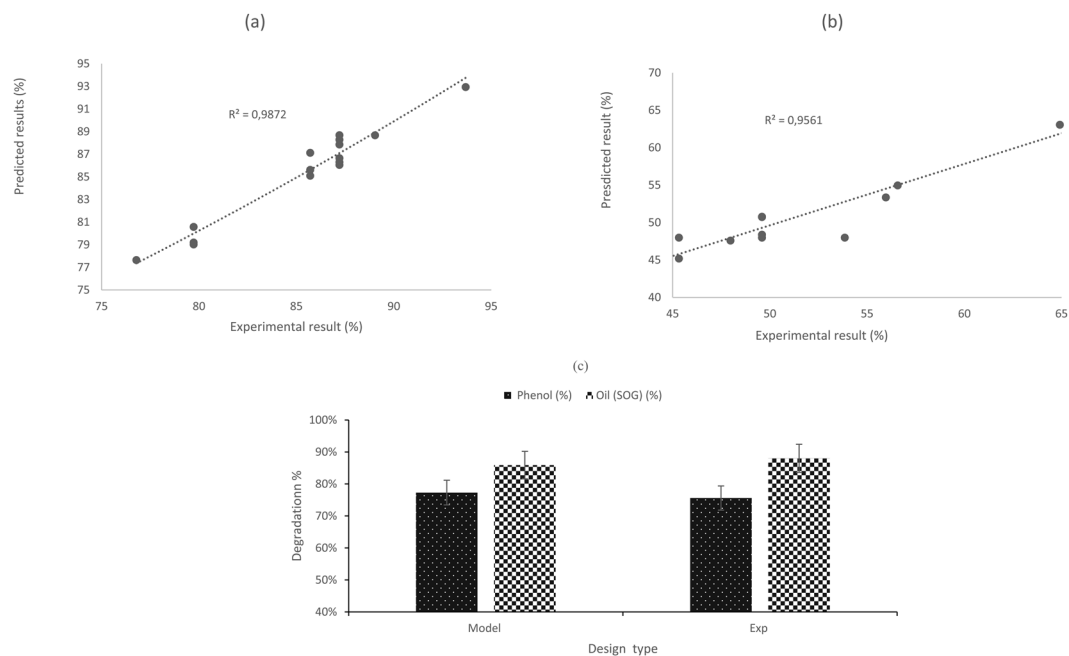 (a)
Predicted results (%)
95
93
91
89
87
85
83
81
79
77
75
R² = 0,9872
75 80 85 90 95
Experimental result (%)
(b)
Presdicted result (%)
70
65
60
55
50
45
40
R² = 0,9561
45 50 55 60 65
Experimental result (%)
(c)
Phenol (%) Oil (SOG) (%)
Degradationn %
100%
90%
80%
70%
60%
50%
40%
Model Exp
Design type